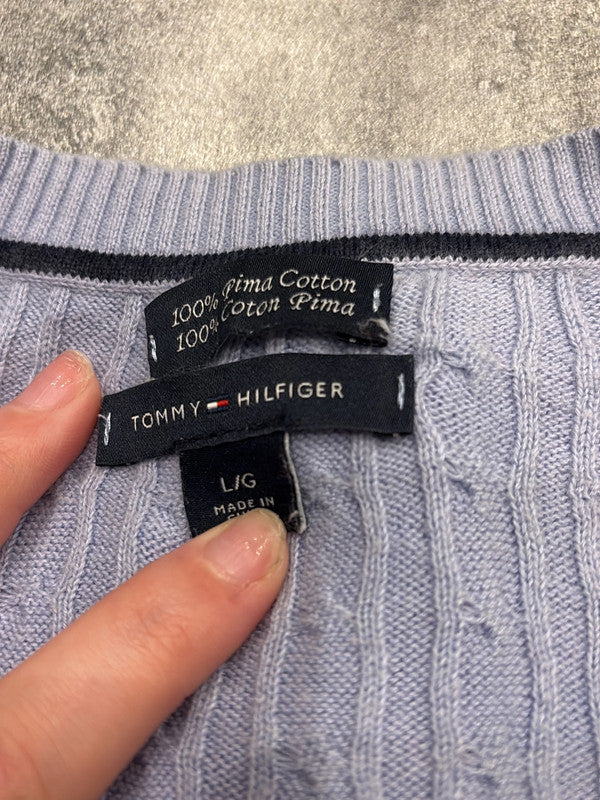 100% Pima Cotton
100% Coton Pima
TOMMY HILFIGER
L/G
MADE IN